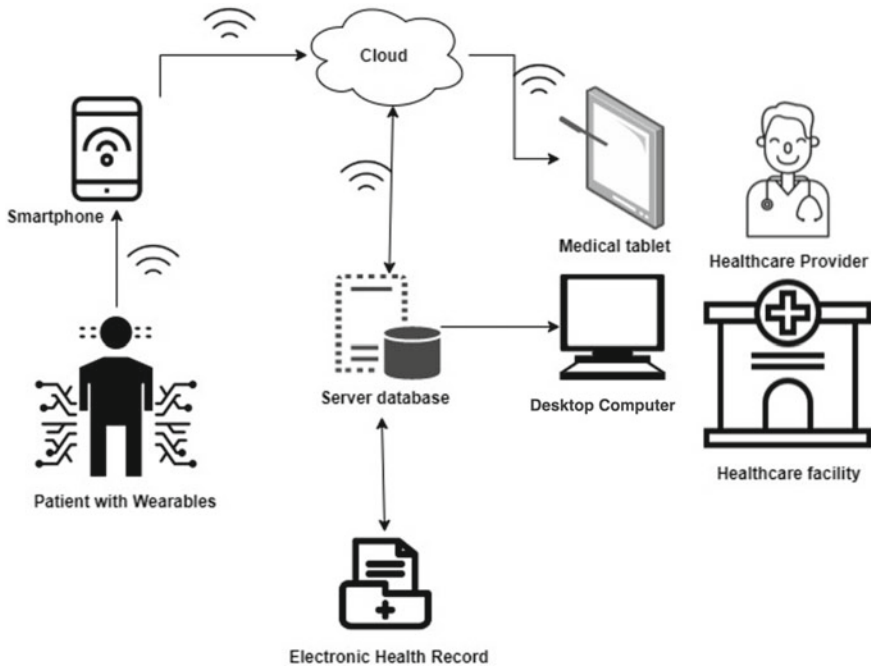 Cloud
Smartphone
Medical tablet
Healthcare Provider
Server database
Desktop Computer
Patient with Wearables
Healthcare facility
Electronic Health Record